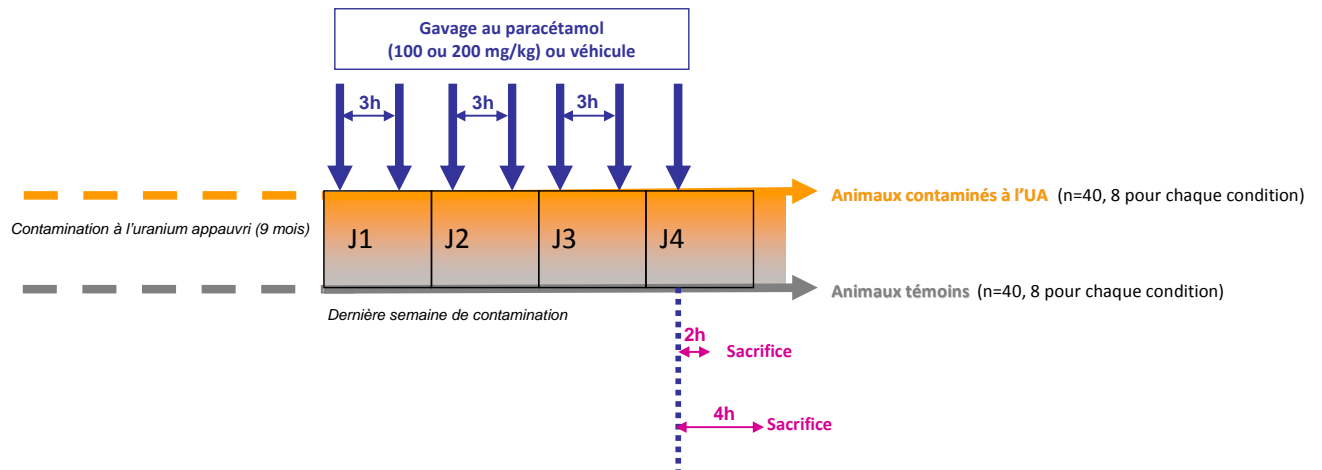 Gavage au paracétamol
(100 ou 200 mg/kg) ou véhicule
3h
3h
3h
Animaux contaminés à l'UA (n=40, 8 pour chaque condition)
Contamination à l'uranium appauvri (9 mois)
J1
J2
J3
J4
Animaux témoins (n=40, 8 pour chaque condition)
Dernière semaine de contamination
2h
Sacrifice
4h
Sacrifice